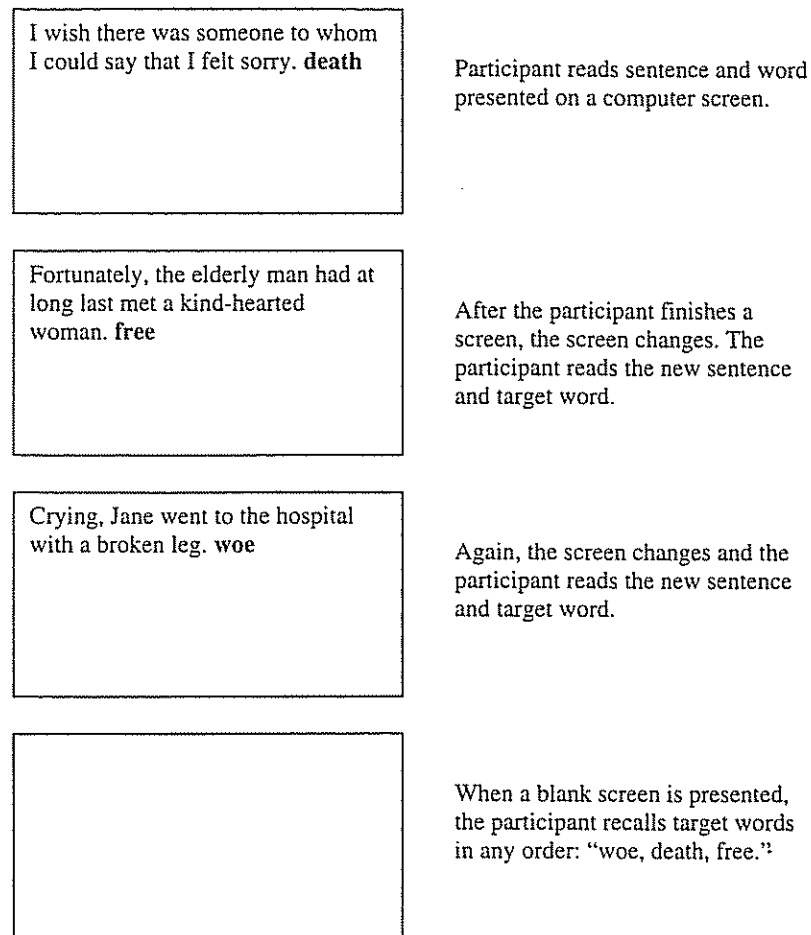 I wish there was someone to whom
I could say that I felt sorry. death
Participant reads sentence and word
presented on a computer screen.
Fortunately, the elderly man had at
long last met a kind-hearted
woman. free
After the participant finishes a
screen, the screen changes. The
participant reads the new sentence
and target word.
Crying, Jane went to the hospital
with a broken leg. woe
Again, the screen changes and the
participant reads the new sentence
and target word.
When a blank screen is presented,
the participant recalls target words
in any order: “woe, death, free.”